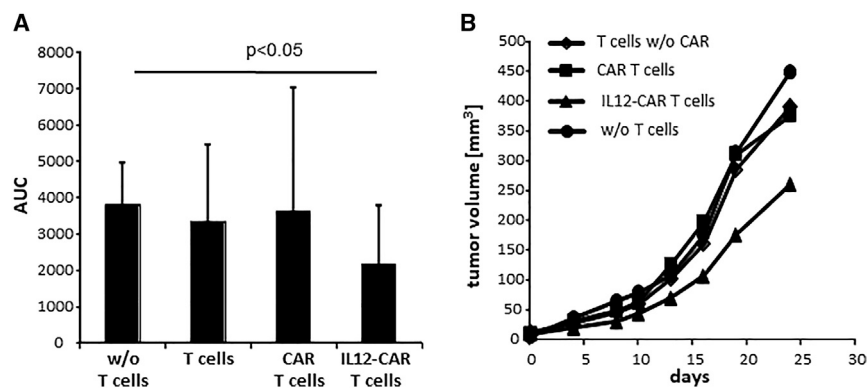 A
p<0.05
8000
7000
6000
5000
4000
3000
2000
1000
0
AUC
w/o
T cells
T cells
CAR
T cells
IL12-CAR
T cells
B
T cells w/o CAR
CAR T cells
IL12-CAR T cells
w/o T cells
500
450
400
350
300
250
200
150
100
50
0
tumor volume [mm³]
0 5 10 15 20 25 30
days